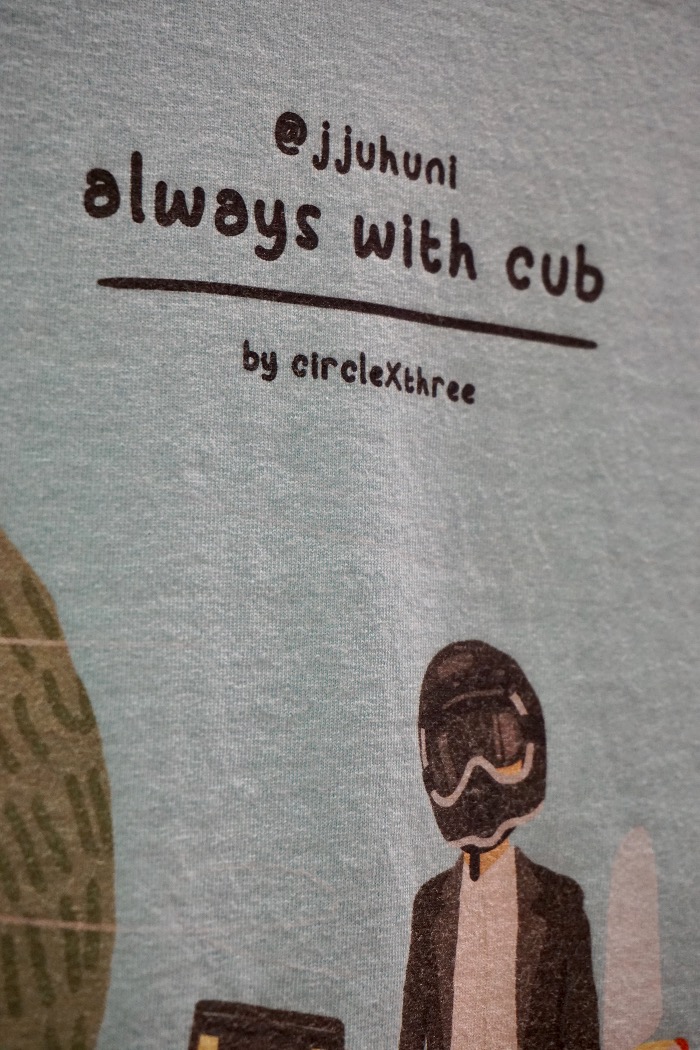 @jjuhuni
always with cub
by circleXthree